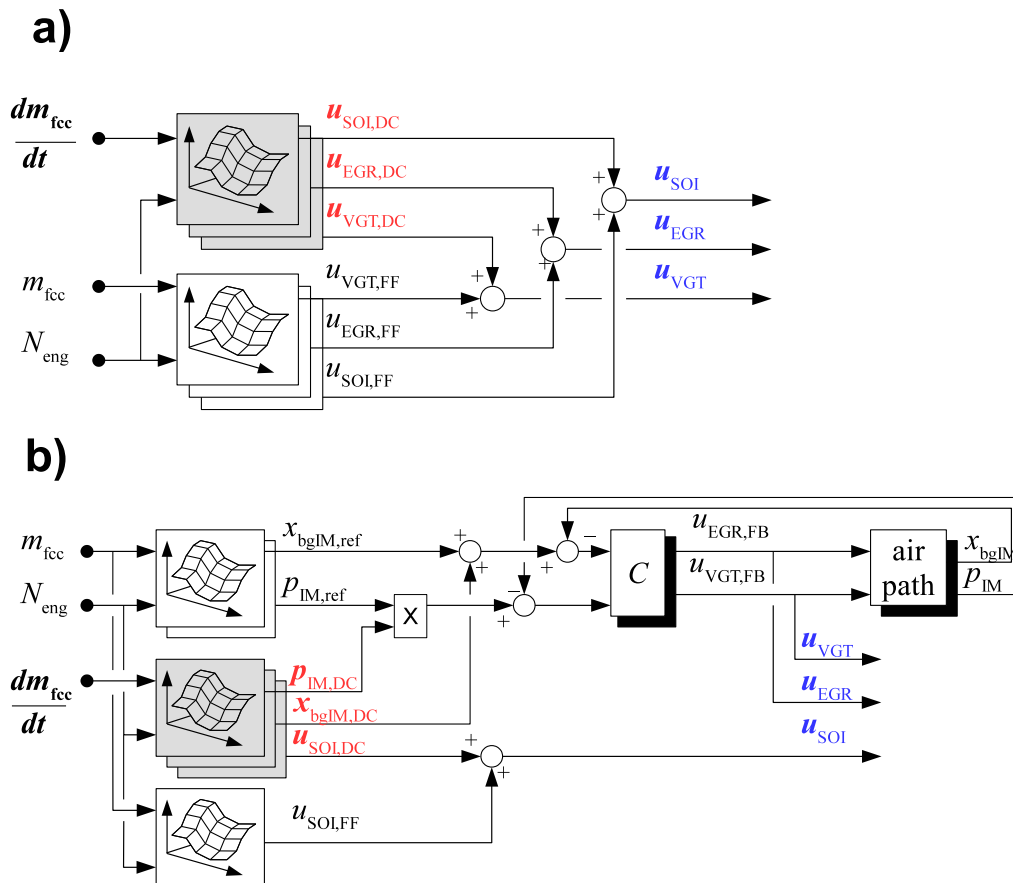 a)
dm_fcc
dt
u_SOI,DC
u_EGR,DC
u_VGT,DC
+
+
u_SOI
+
+
u_EGR
+
+
u_VGT
m_fcc
N_eng
u_VGT,FF
u_EGR,FF
u_SOI,FF
b)
m_fcc
N_eng
x_bgIM,ref
p_IM,ref
X
+
+
+
−
−
+
C
u_EGR,FB
u_VGT,FB
air
path
x_bgIM
p_IM
dm_fcc
dt
p_IM,DC
x_bgIM,DC
u_SOI,DC
+
+
u_VGT
u_EGR
u_SOI
u_SOI,FF